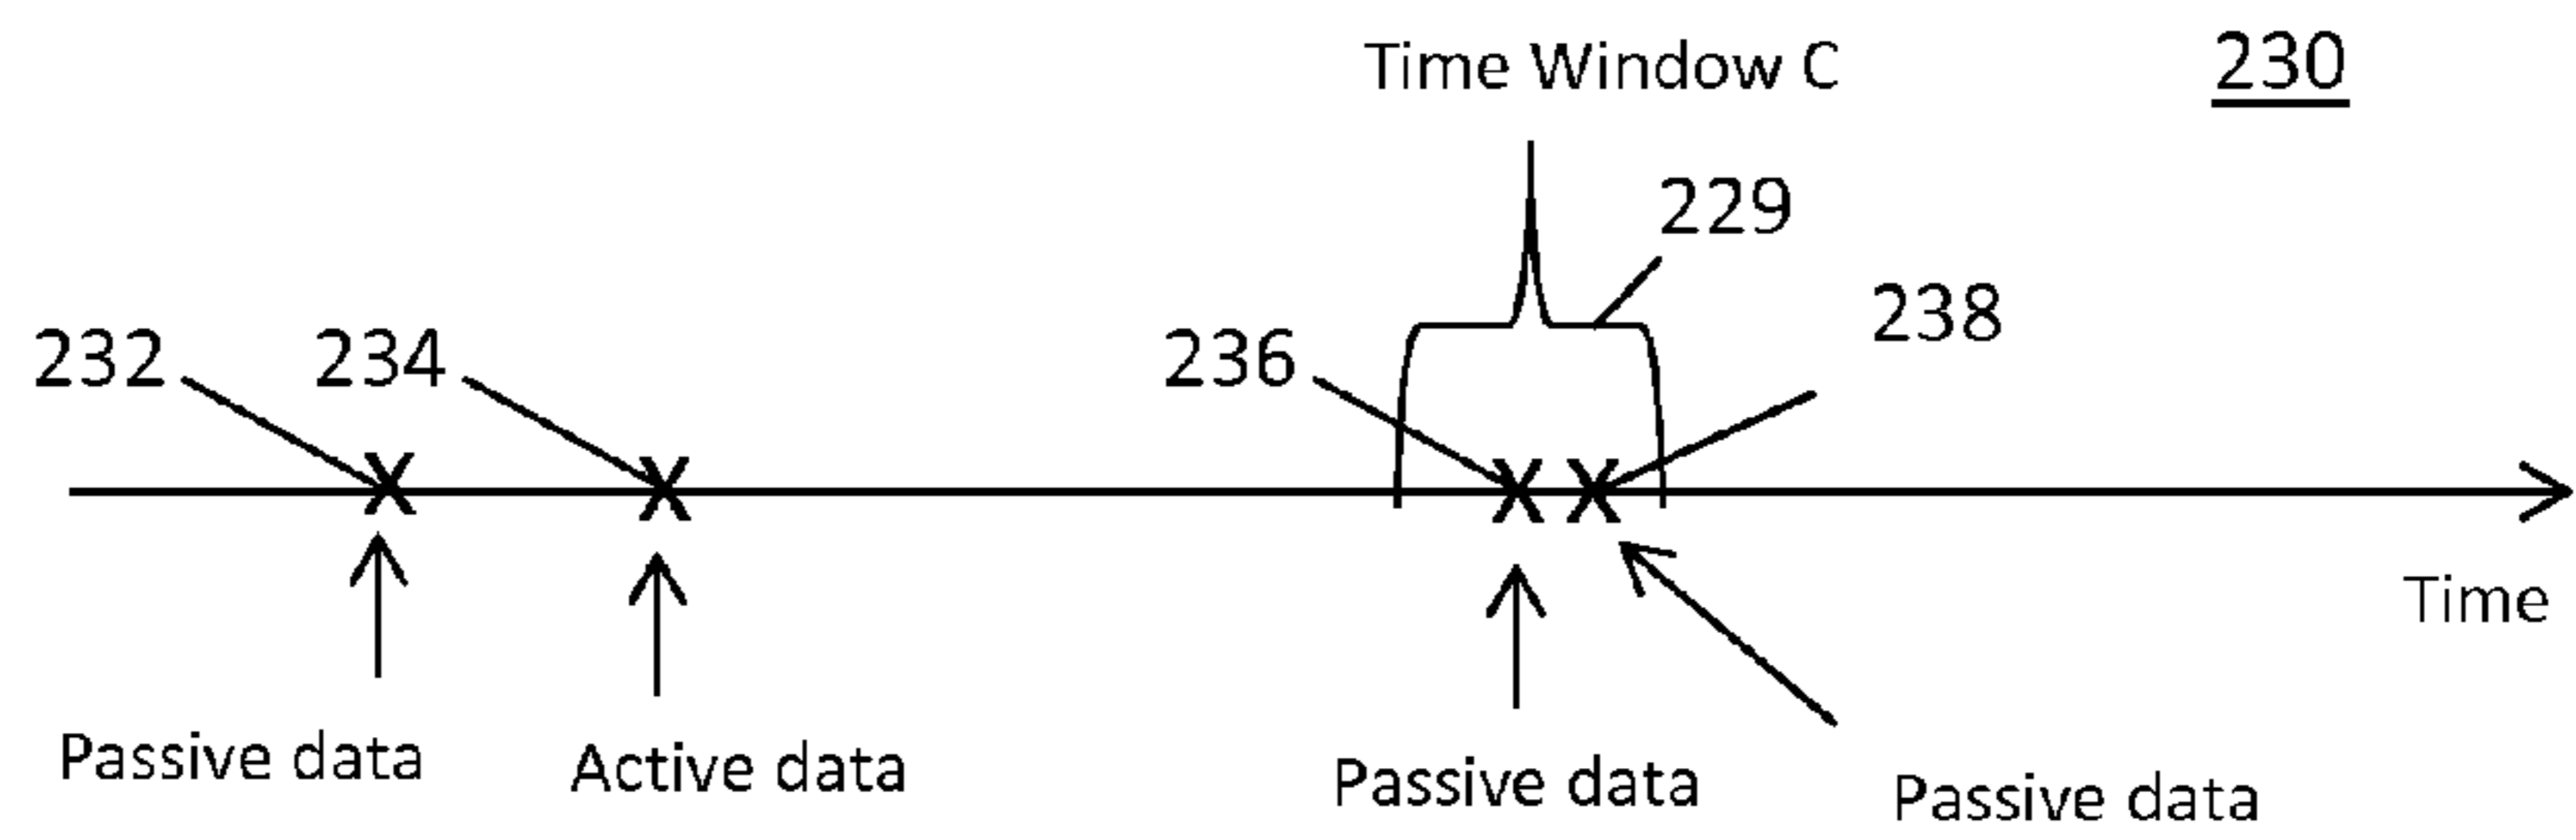 Time Window C
230
229
238
232
234
236
Time
Passive data
Active data
Passive data
Passive data